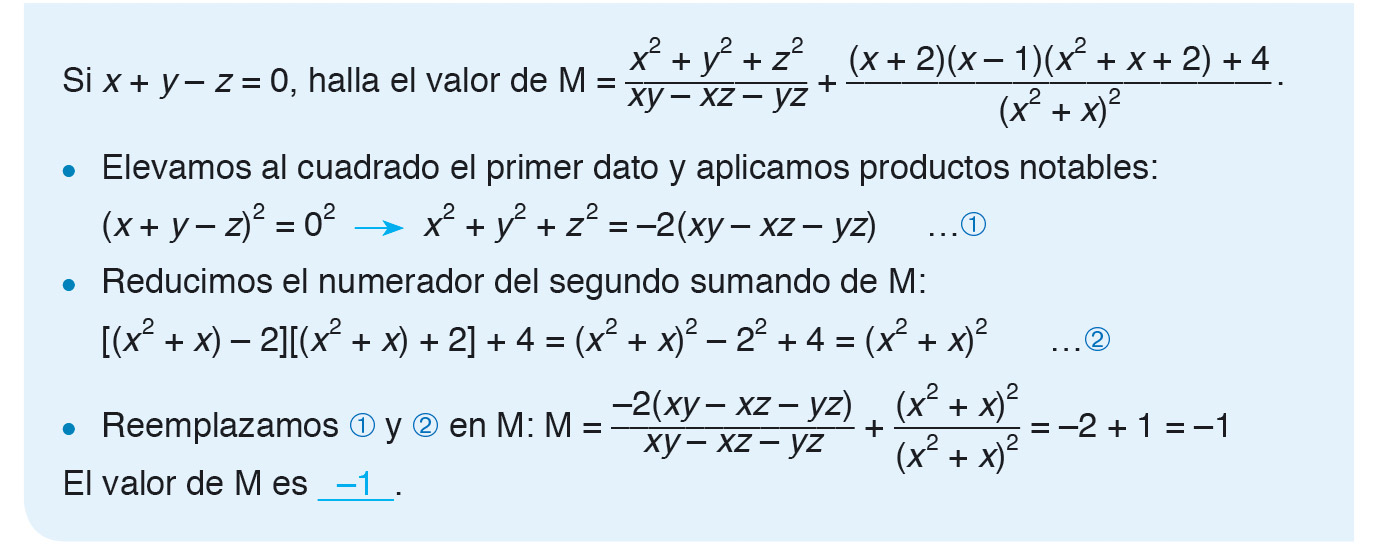 Si x + y – z = 0, halla el valor de M = (x² + y² + z²)/(xy – xz – yz) + ((x + 2)(x – 1)(x² + x + 2) + 4)/((x² + x)²).
• Elevamos al cuadrado el primer dato y aplicamos productos notables:
(x + y – z)² = 0² → x² + y² + z² = –2(xy – xz – yz) …①
• Reducimos el numerador del segundo sumando de M:
[(x² + x) – 2][(x² + x) + 2] + 4 = (x² + x)² – 2² + 4 = (x² + x)² …②
• Reemplazamos ① y ② en M: M = (–2(xy – xz – yz))/(xy – xz – yz) + (x² + x)²/(x² + x)² = –2 + 1 = –1
El valor de M es –1.